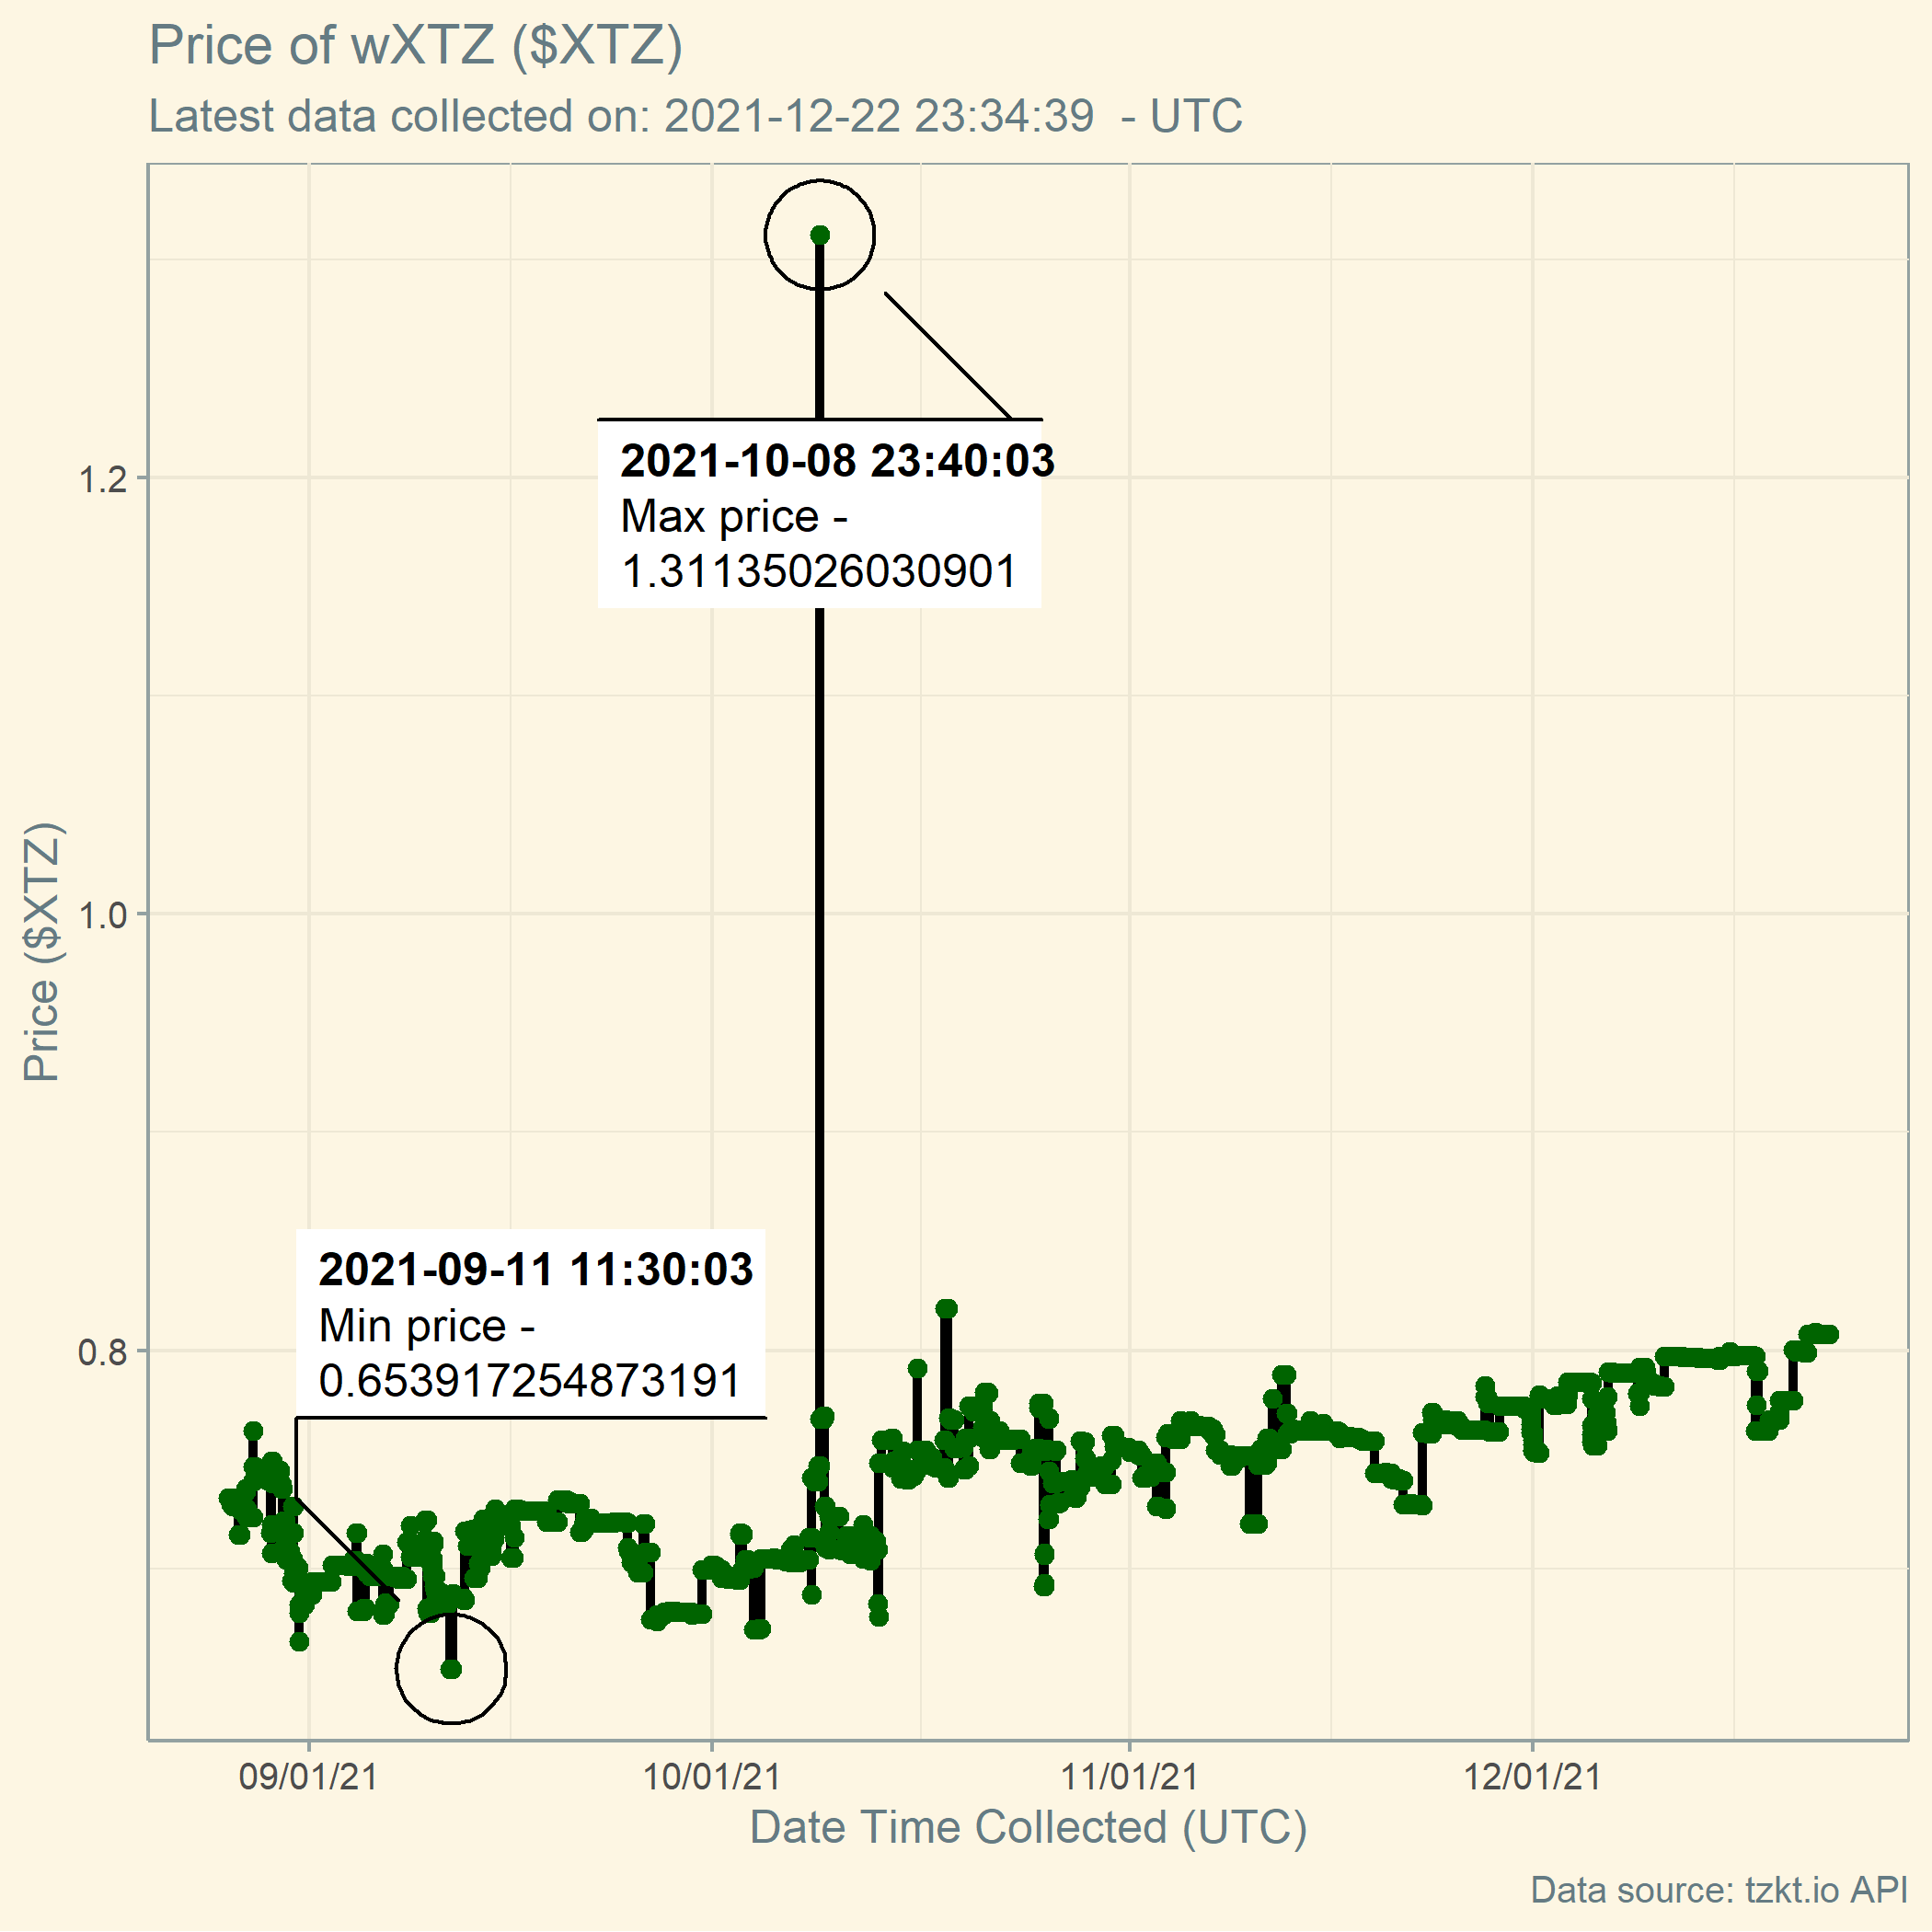 Price of wXTZ ($XTZ)
Latest data collected on: 2021-12-22 23:34:39  - UTC
2021-10-08 23:40:03
Max price -
1.31135026030901
1.2
1.0
Price ($XTZ)
2021-09-11 11:30:03
Min price -
0.653917254873191
0.8
09/01/21 10/01/21 11/01/21 12/01/21
Date Time Collected (UTC)
Data source: tzkt.io API